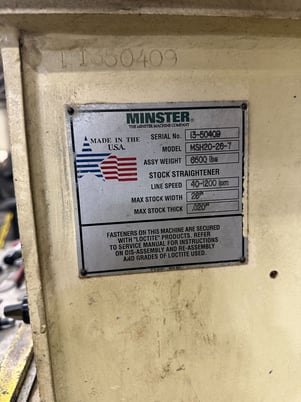 I350409
MINSTER
THE MINSTER MACHINE COMPANY
MADE IN THE U.S.A.
SERIAL No. I3-50409
MODEL MSH20-26-7
ASSY WEIGHT 6500 lbs
STOCK STRAIGHTENER
LINE SPEED 40-1200 ipm
MAX STOCK WIDTH 26"
MAX STOCK THICK .020"
FASTENERS ON THIS MACHINE ARE SECURED
WITH "LOCTITE" PRODUCTS. REFER
TO SERVICE MANUAL FOR INSTRUCTIONS
ON DIS-ASSEMBLY AND RE-ASSEMBLY
AND GRADES OF LOCTITE USED.